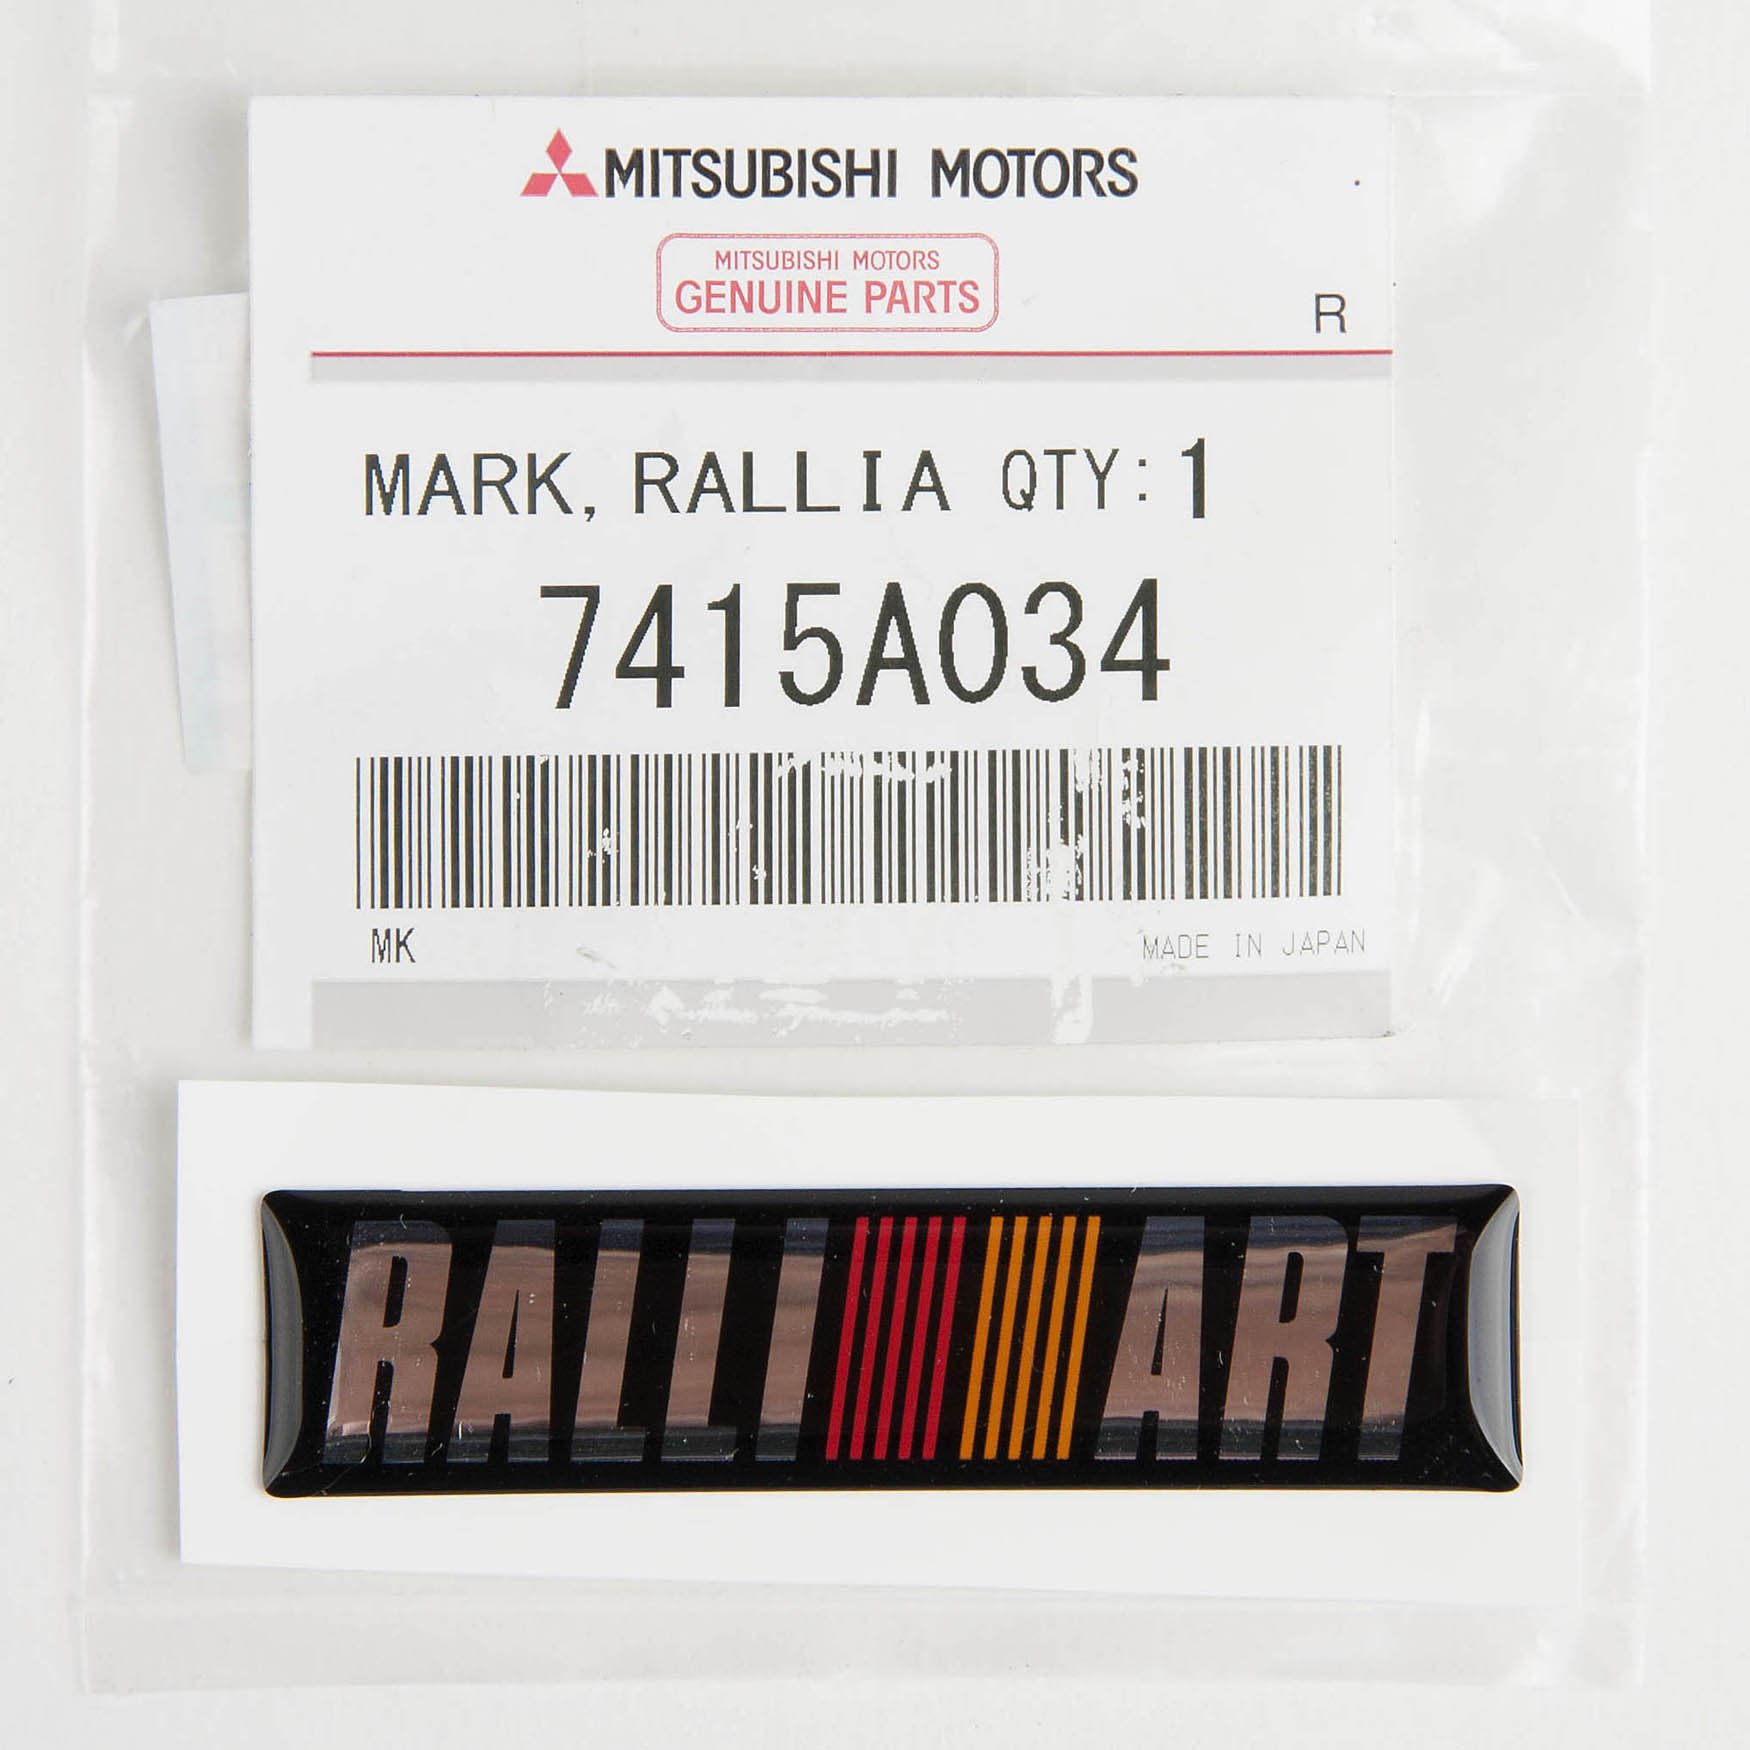 MITSUBISHI MOTORS
MITSUBISHI MOTORS
GENUINE PARTS
R
MARK, RALLIA QTY:1
7415A034
MK MADE IN JAPAN
RALLI ART